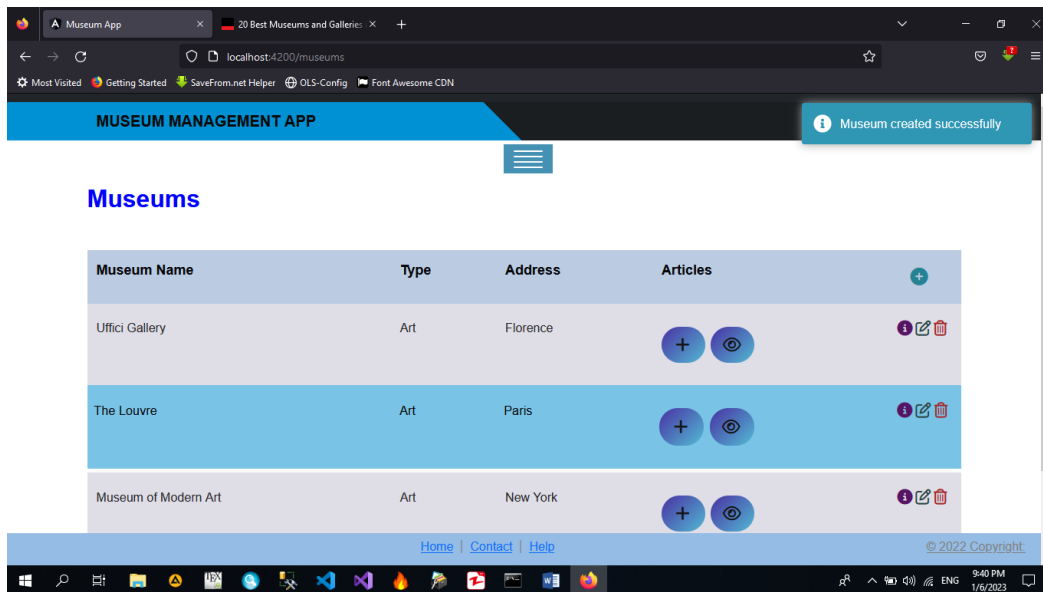 Museum App
20 Best Museums and Galleries
localhost:4200/museums
Most Visited Getting Started SaveFrom.net Helper OLS-Config Font Awesome CDN
MUSEUM MANAGEMENT APP
Museum created successfully
Museums
Museum Name Type Address Articles
Uffici Gallery Art Florence
The Louvre Art Paris
Museum of Modern Art Art New York
Home | Contact | Help
© 2022 Copyright:
ENG
9:40 PM
1/6/2023